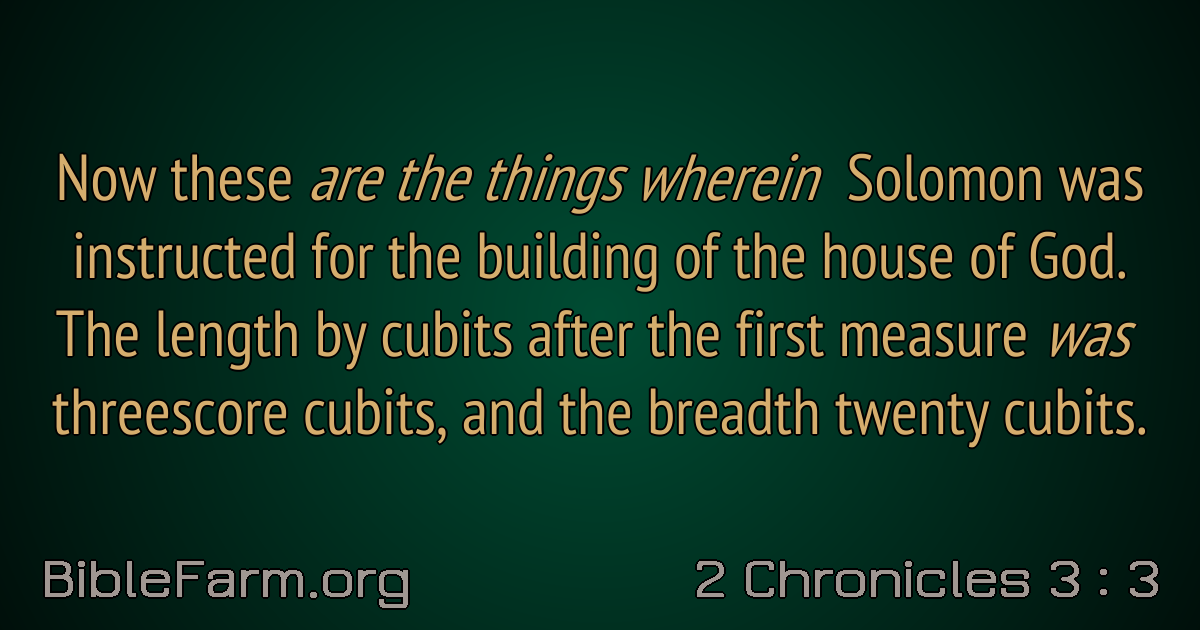 Now these are the things wherein Solomon was
instructed for the building of the house of God.
The length by cubits after the first measure was
threescore cubits, and the breadth twenty cubits.
BibleFarm.org
2 Chronicles 3 : 3